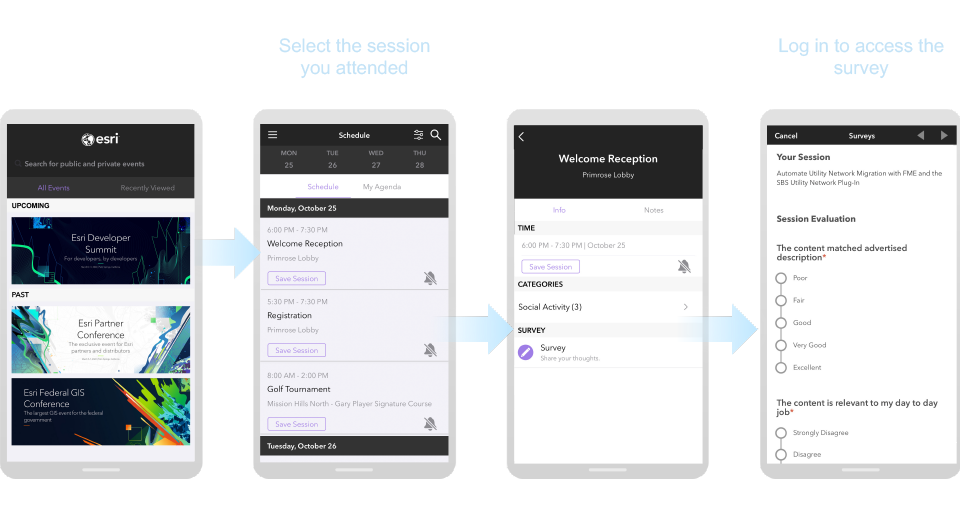 Select the session
you attended
Log in to access the
survey
esri
Search for public and private events
All Events
Recently Viewed
UPCOMING
Esri Developer
Summit
For developers, by developers
PAST
Esri Partner
Conference
The exclusive event for Esri
partners and distributors
Esri Federal GIS
Conference
The largest GIS event for the federal
government
Schedule
MON TUE WED THU
25 26 27 28
Schedule My Agenda
Monday, October 25
6:00 PM - 7:30 PM
Welcome Reception
Primrose Lobby
Save Session
5:30 PM - 7:30 PM
Registration
Primrose Lobby
Save Session
8:00 AM - 2:00 PM
Golf Tournament
Mission Hills North - Gary Player Signature Course
Save Session
Tuesday, October 26
Welcome Reception
Primrose Lobby
Info Notes
TIME
6:00 PM - 7:30 PM | October 25
Save Session
CATEGORIES
Social Activity (3)
SURVEY
Survey
Share your thoughts.
Cancel Surveys
Your Session
Automate Utility Network Migration with FME and the
SBS Utility Network Plug-In
Session Evaluation
The content matched advertised
description*
Poor
Fair
Good
Very Good
Excellent
The content is relevant to my day to day
job*
Strongly Disagree
Disagree